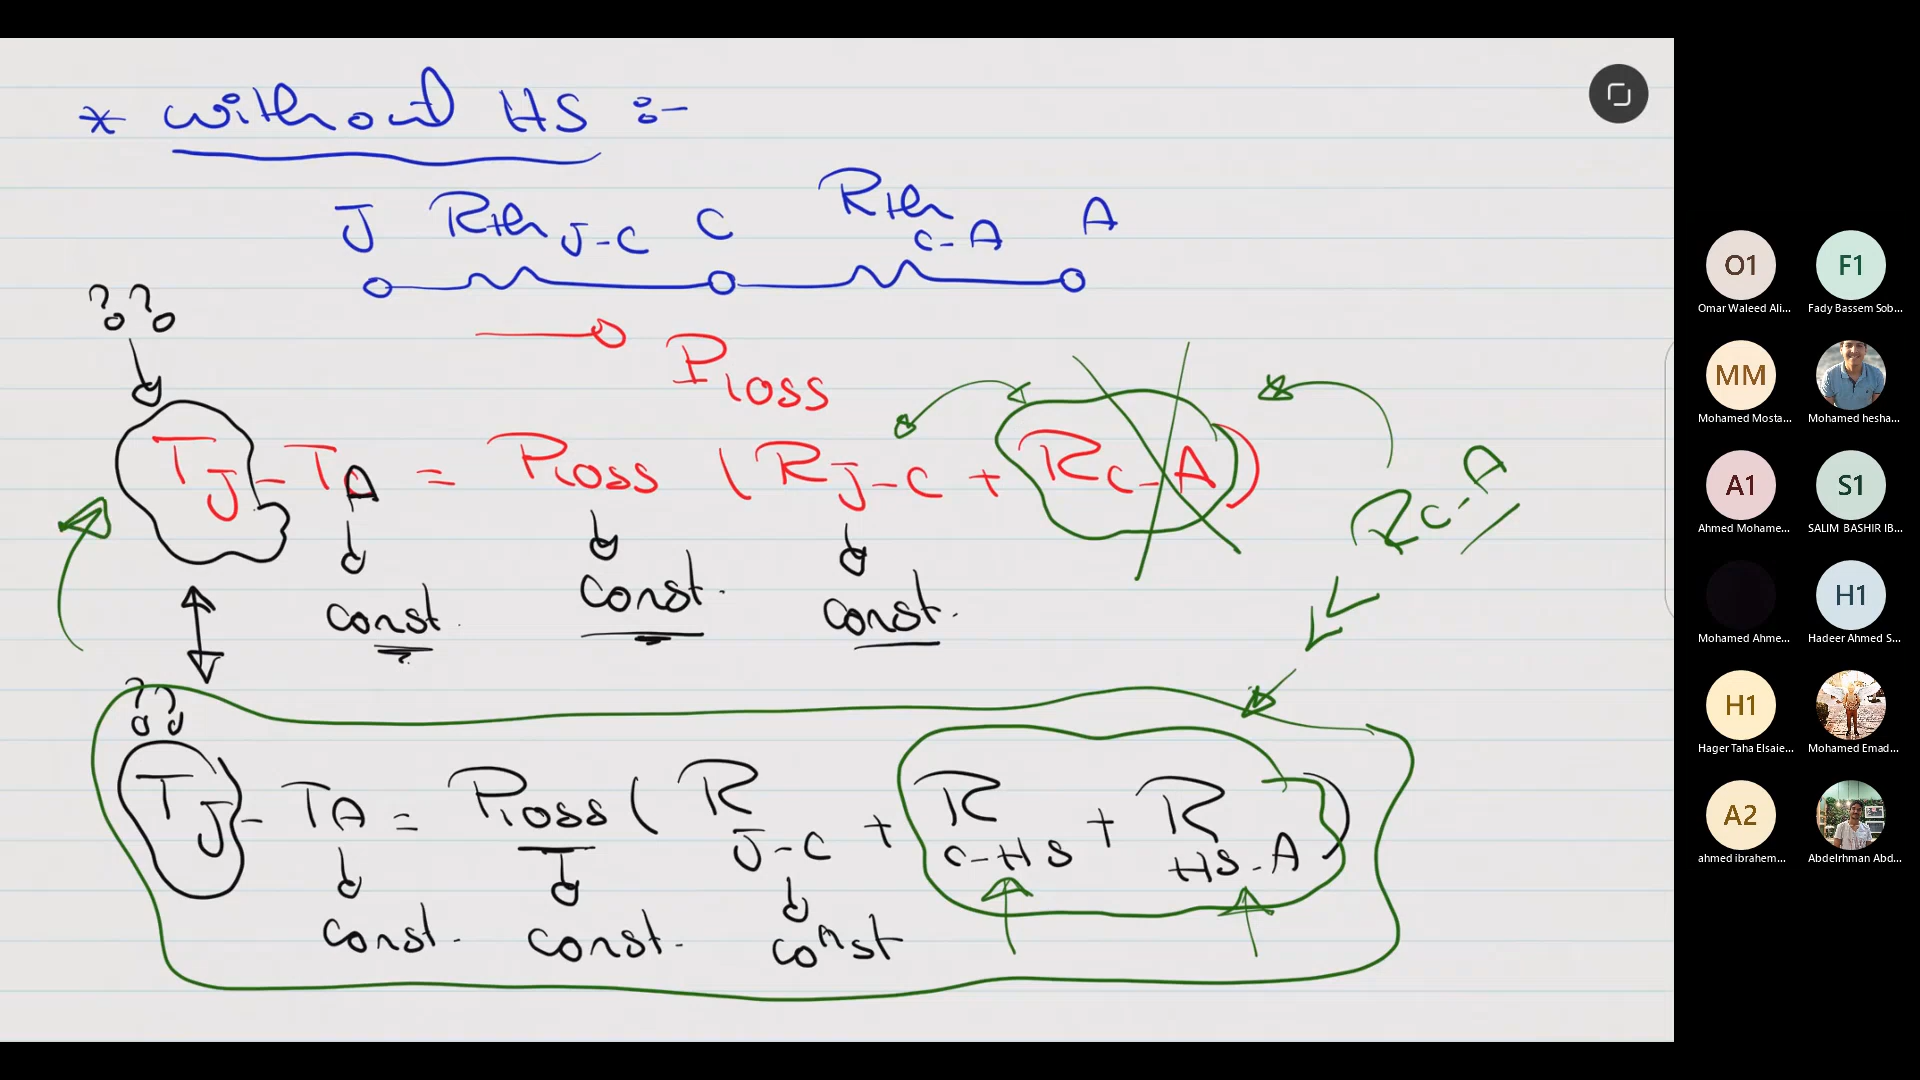 * without HS :-
J Rth J-C C Rth C-A A
??
Ploss
TJ - TA = Ploss ( RJ-C + RC-A )
RC-A
const. const. const.
??
TJ - TA = Ploss ( R J-C + R C-HS + R HS-A )
const. const. const
O1 F1
Omar Waleed Ali... Fady Bassem Sob...
MM
Mohamed Mosta... Mohamed hesha...
A1 S1
Ahmed Mohame... SALIM BASHIR IB...
H1
Mohamed Ahme... Hadeer Ahmed S...
H1
Hager Taha Elsaie... Mohamed Emad...
A2
ahmed ibrahem... Abdelrhman Abd...